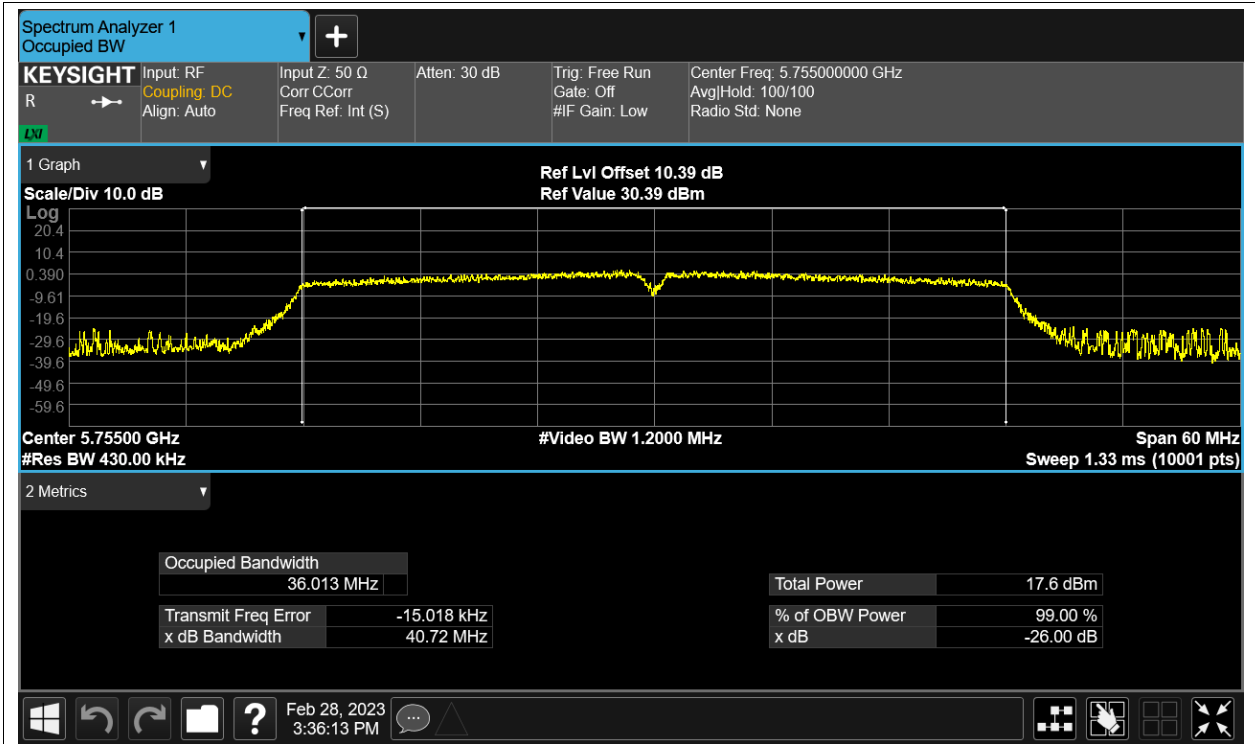 Spectrum Analyzer 1
Occupied BW
KEYSIGHT
R
LXI
Input: RF
Coupling: DC
Align: Auto
Input Z: 50 Ω
Corr CCorr
Freq Ref: Int (S)
Atten: 30 dB
Trig: Free Run
Gate: Off
#IF Gain: Low
Center Freq: 5.755000000 GHz
Avg|Hold: 100/100
Radio Std: None
1 Graph
Scale/Div 10.0 dB
Ref Lvl Offset 10.39 dB
Ref Value 30.39 dBm
Log
20.4
10.4
0.390
-9.61
-19.6
-29.6
-39.6
-49.6
-59.6
Center 5.75500 GHz
#Res BW 430.00 kHz
#Video BW 1.2000 MHz
Span 60 MHz
Sweep 1.33 ms (10001 pts)
2 Metrics
Occupied Bandwidth
36.013 MHz
Transmit Freq Error -15.018 kHz
x dB Bandwidth 40.72 MHz
Total Power 17.6 dBm
% of OBW Power 99.00 %
x dB -26.00 dB
?
Feb 28, 2023
3:36:13 PM